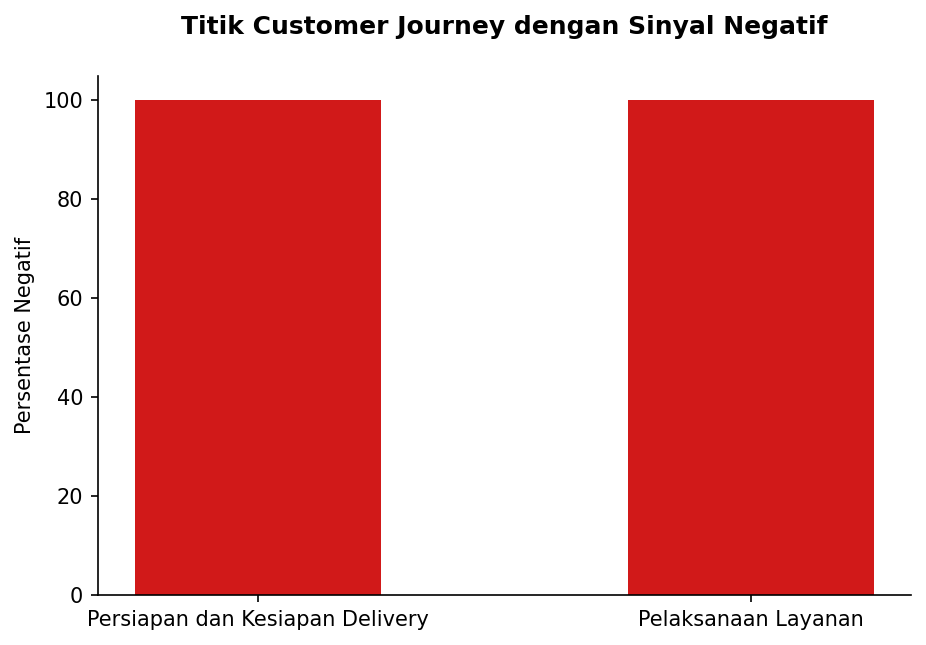 Titik Customer Journey dengan Sinyal Negatif
Persentase Negatif
100
80
60
40
20
0
Persiapan dan Kesiapan Delivery
Pelaksanaan Layanan